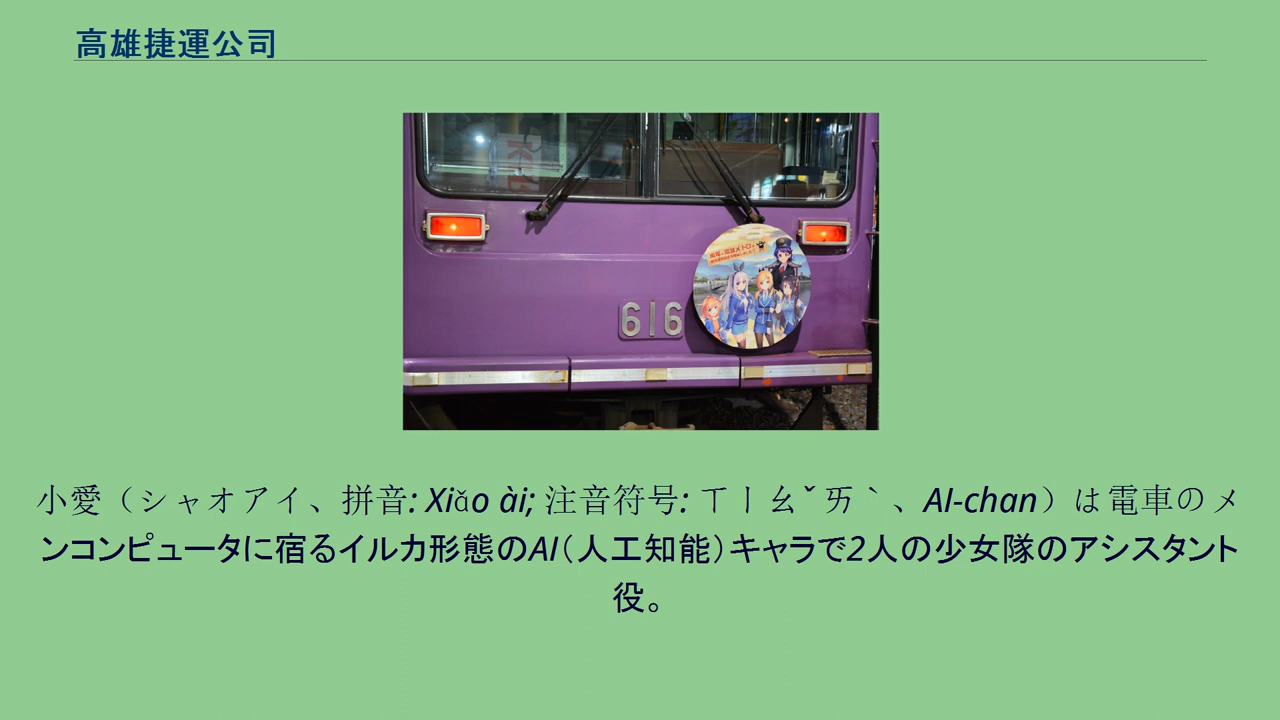 高雄捷運公司
616
小愛（シャオアイ、拼音: Xiǎo ài; 注音符号: ㄒㄧㄠˇㄞˋ、AI-chan）は電車のメ
ンコンピュータに宿るイルカ形態のAI（人工知能）キャラで2人の少女隊のアシスタント
役。